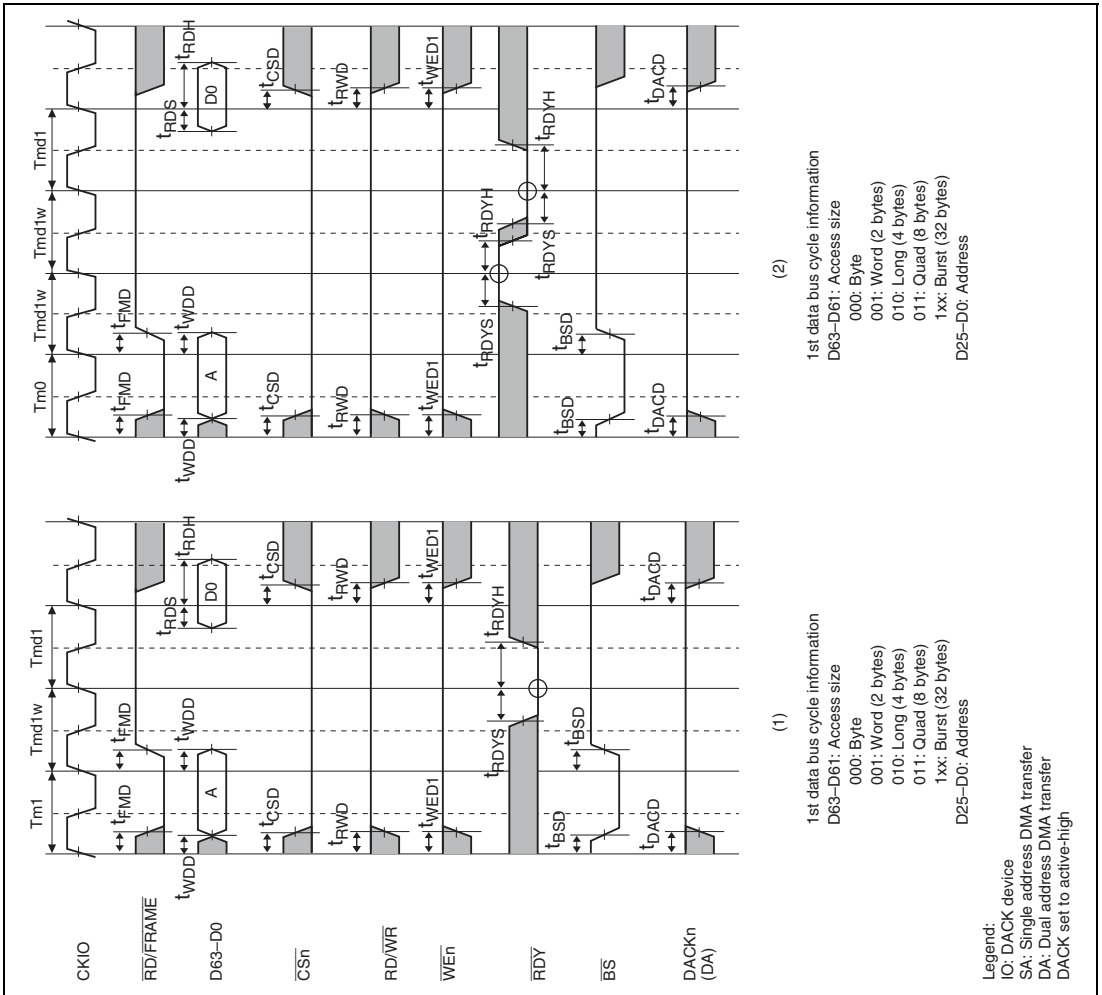 Tm1
Tmd1w
Tmd1
Tm0
Tmd1w
Tmd1w
Tmd1
CKIO
RD/FRAME
tFMD
tFMD
tFMD
tFMD
D63–D0
tWDD
A
tWDD
tRDS
D0
tRDH
tWDD
A
tWDD
tRDS
D0
tRDH
CSn
tCSD
tCSD
tCSD
tCSD
RD/WR
tRWD
tRWD
tRWD
tRWD
WEn
tWED1
tWED1
tWED1
tWED1
RDY
tRDYS
tRDYH
tRDYS
tRDYH
tRDYS
tRDYH
BS
tBSD
tBSD
tBSD
tBSD
DACKn
(DA)
tDACD
tDACD
tDACD
tDACD
(1)
1st data bus cycle information
D63–D61: Access size
000: Byte
001: Word (2 bytes)
010: Long (4 bytes)
011: Quad (8 bytes)
1xx: Burst (32 bytes)
D25–D0: Address
(2)
1st data bus cycle information
D63–D61: Access size
000: Byte
001: Word (2 bytes)
010: Long (4 bytes)
011: Quad (8 bytes)
1xx: Burst (32 bytes)
D25–D0: Address
Legend:
IO: DACK device
SA: Single address DMA transfer
DA: Dual address DMA transfer
DACK set to active-high